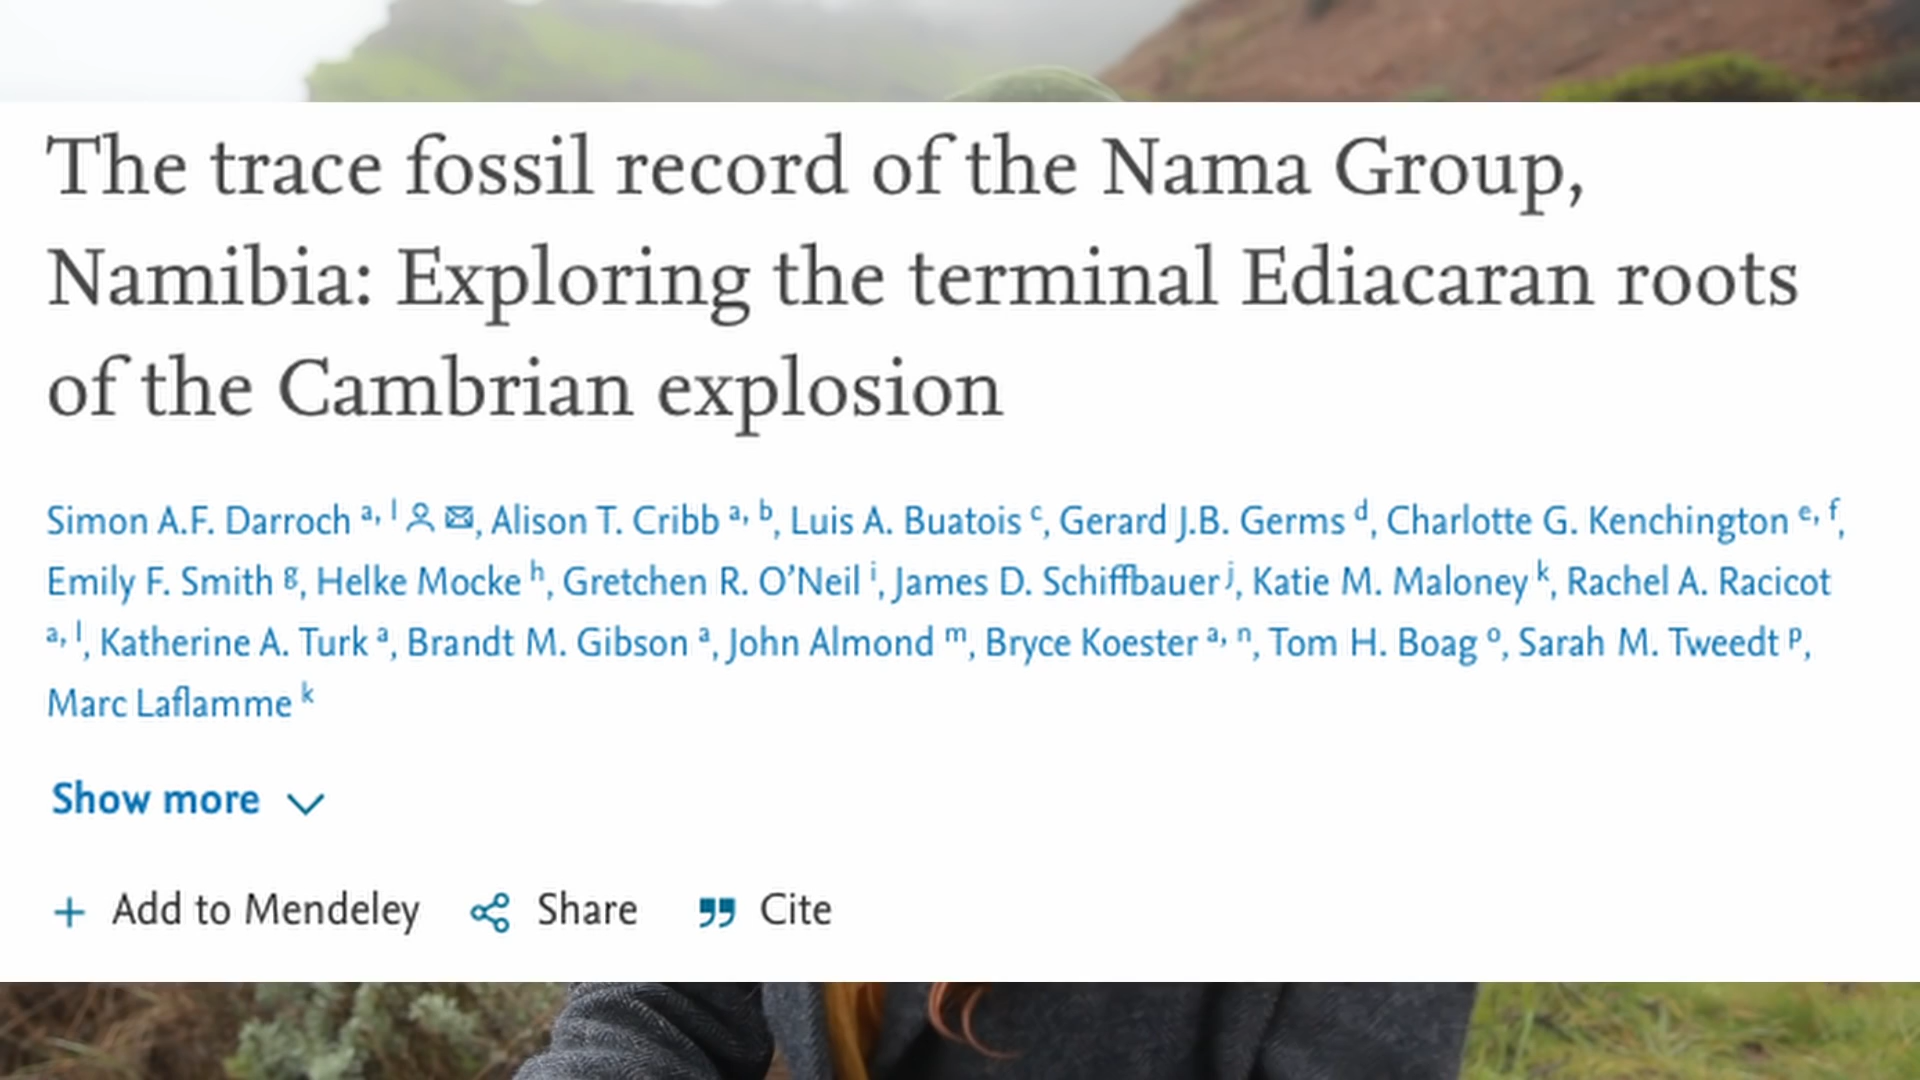 The trace fossil record of the Nama Group,
Namibia: Exploring the terminal Ediacaran roots
of the Cambrian explosion
Simon A.F. Darroch a, l, Alison T. Cribb a, b, Luis A. Buatois c, Gerard J.B. Germs d, Charlotte G. Kenchington e, f,
Emily F. Smith g, Helke Mocke h, Gretchen R. O’Neil i, James D. Schiffbauer j, Katie M. Maloney k, Rachel A. Racicot
a, l, Katherine A. Turk a, Brandt M. Gibson a, John Almond m, Bryce Koester a, n, Tom H. Boag o, Sarah M. Tweedt p,
Marc Laflamme k
Show more
Add to Mendeley Share Cite